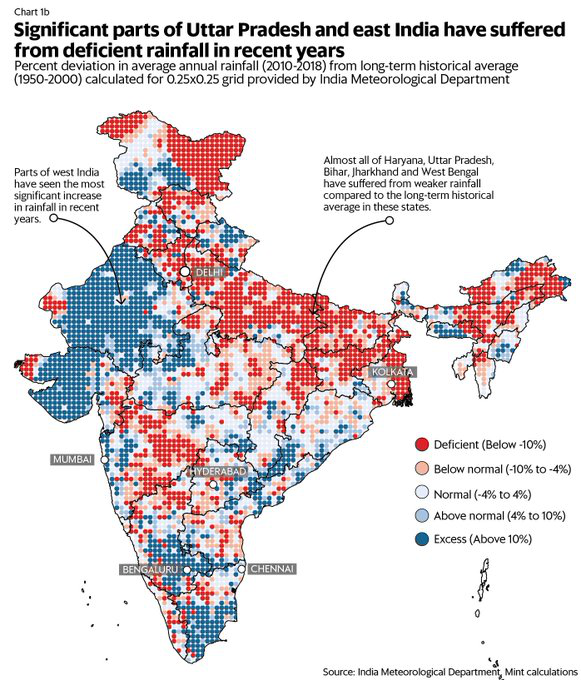 Chart 1b
Significant parts of Uttar Pradesh and east India have suffered
from deficient rainfall in recent years
Percent deviation in average annual rainfall (2010-2018) from long-term historical average
(1950-2000) calculated for 0.25x0.25 grid provided by India Meteorological Department
Parts of west India
have seen the most
significant increase
in rainfall in recent
years.
Almost all of Haryana, Uttar Pradesh,
Bihar, Jharkhand and West Bengal
have suffered from weaker rainfall
compared to the long-term historical
average in these states.
DELHI
KOLKATA
MUMBAI
HYDERABAD
BENGALURU
CHENNAI
Deficient (Below -10%)
Below normal (-10% to -4%)
Normal (-4% to 4%)
Above normal (4% to 10%)
Excess (Above 10%)
Source: India Meteorological Department, Mint calculations